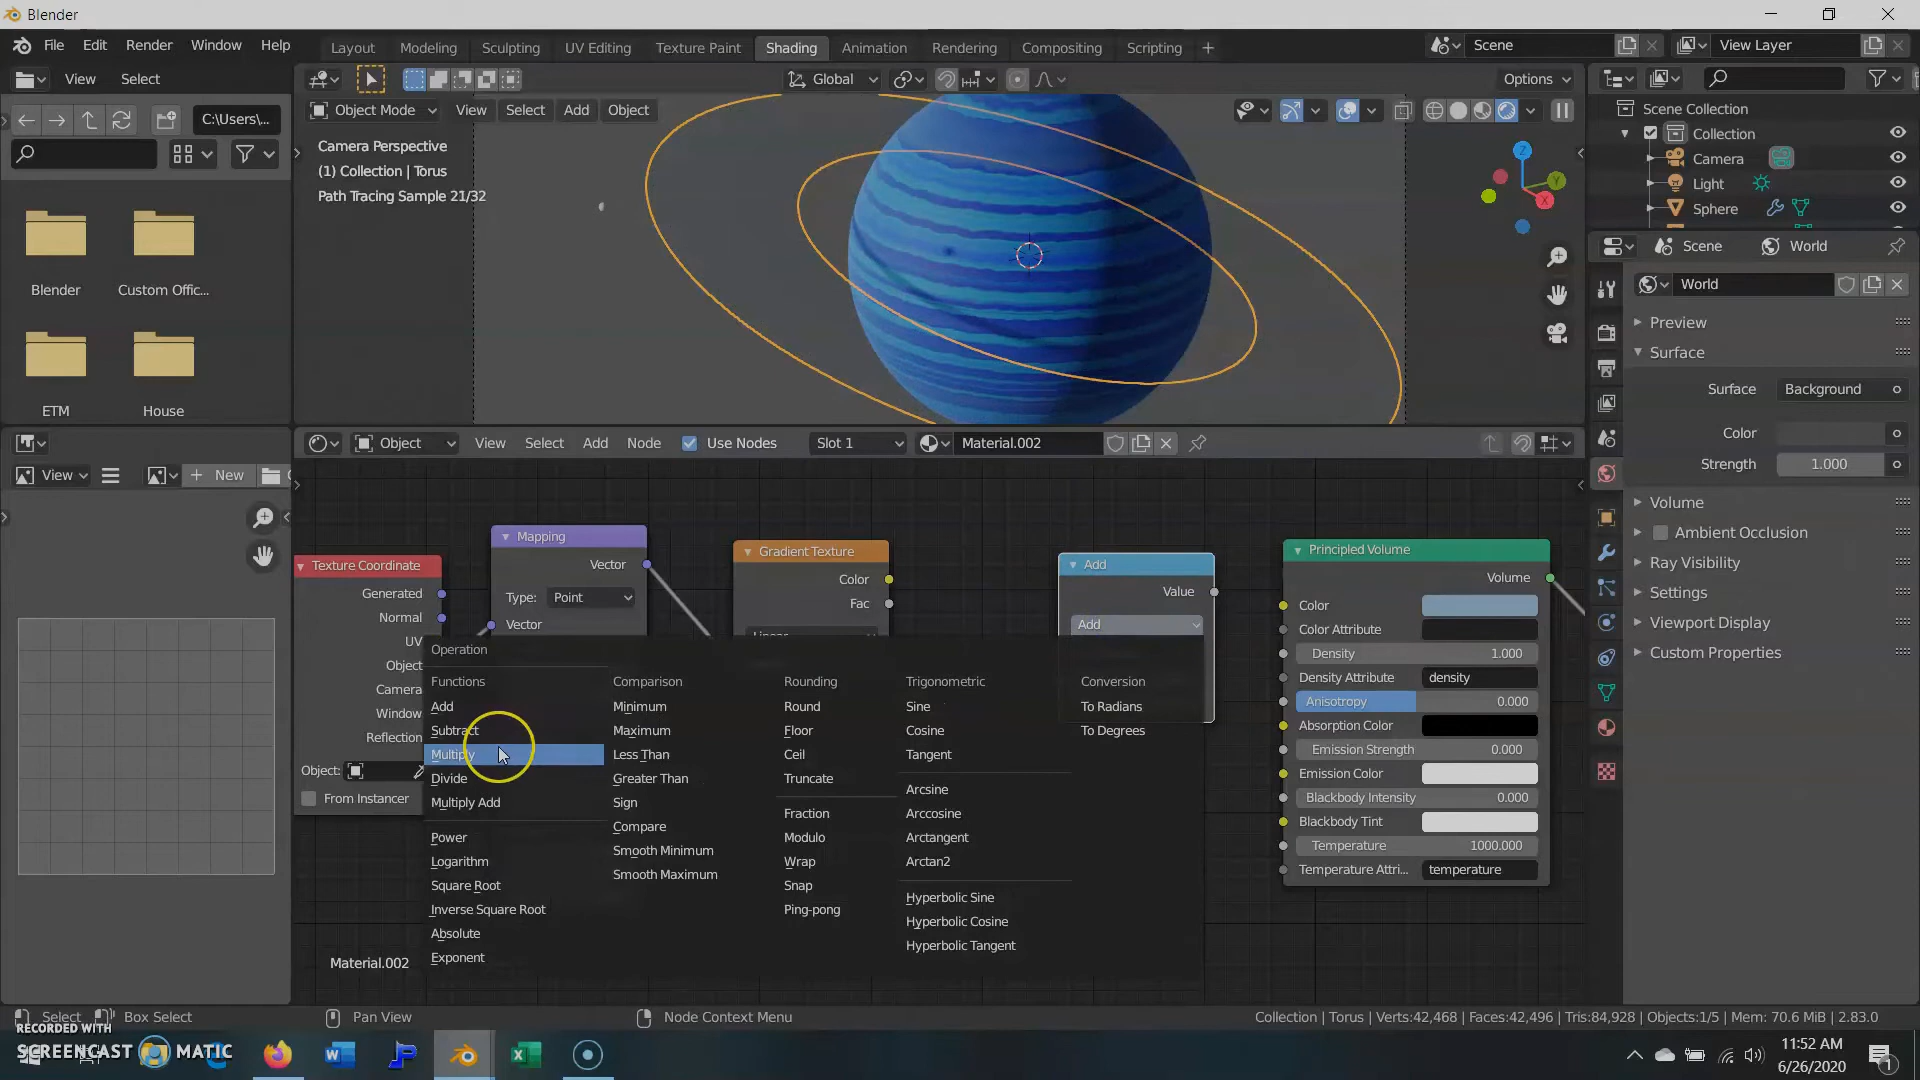 Blender
File Edit Render Window Help
Layout Modeling Sculpting UV Editing Texture Paint Shading Animation Rendering Compositing Scripting +
Scene
View Layer
View Select
Global
Options
C:\Users\...
Object Mode View Select Add Object
Camera Perspective
(1) Collection | Torus
Path Tracing Sample 21/32
Z
Y
X
Scene Collection
Collection
Camera
Light
Sphere
Scene World
World
Preview
Surface
Surface Background
Color
Strength 1.000
Volume
Ambient Occlusion
Ray Visibility
Settings
Viewport Display
Custom Properties
Blender Custom Offic...
ETM House
View + New
Object View Select Add Node Use Nodes Slot 1 Material.002
Texture Coordinate
Generated
Normal
UV
Object
Camera
Window
Reflection
Object:
From Instancer
Mapping
Vector
Type: Point
Vector
Gradient Texture
Color
Fac
Linear
Add
Value
Add
Principled Volume
Volume
Color
Color Attribute
Density 1.000
Density Attribute density
Anisotropy 0.000
Absorption Color
Emission Strength 0.000
Emission Color
Blackbody Intensity 0.000
Blackbody Tint
Temperature 1000.000
Temperature Attri... temperature
Operation
Functions
Add
Subtract
Multiply
Divide
Multiply Add
Power
Logarithm
Square Root
Inverse Square Root
Absolute
Exponent
Comparison
Minimum
Maximum
Less Than
Greater Than
Sign
Compare
Smooth Minimum
Smooth Maximum
Rounding
Round
Floor
Ceil
Truncate
Fraction
Modulo
Wrap
Snap
Ping-pong
Trigonometric
Sine
Cosine
Tangent
Arcsine
Arccosine
Arctangent
Arctan2
Hyperbolic Sine
Hyperbolic Cosine
Hyperbolic Tangent
Conversion
To Radians
To Degrees
Material.002
Select Box Select Pan View Node Context Menu
Collection | Torus | Verts:42,468 | Faces:42,496 | Tris:84,928 | Objects:1/5 | Mem: 70.6 MiB | 2.83.0
RECORDED WITH
SCREENCAST MATIC
11:52 AM
6/26/2020
1